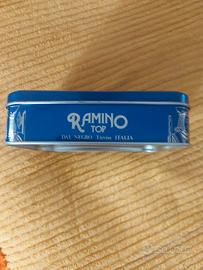 RAMINO
TOP
DAL NEGRO Treviso ITALIA